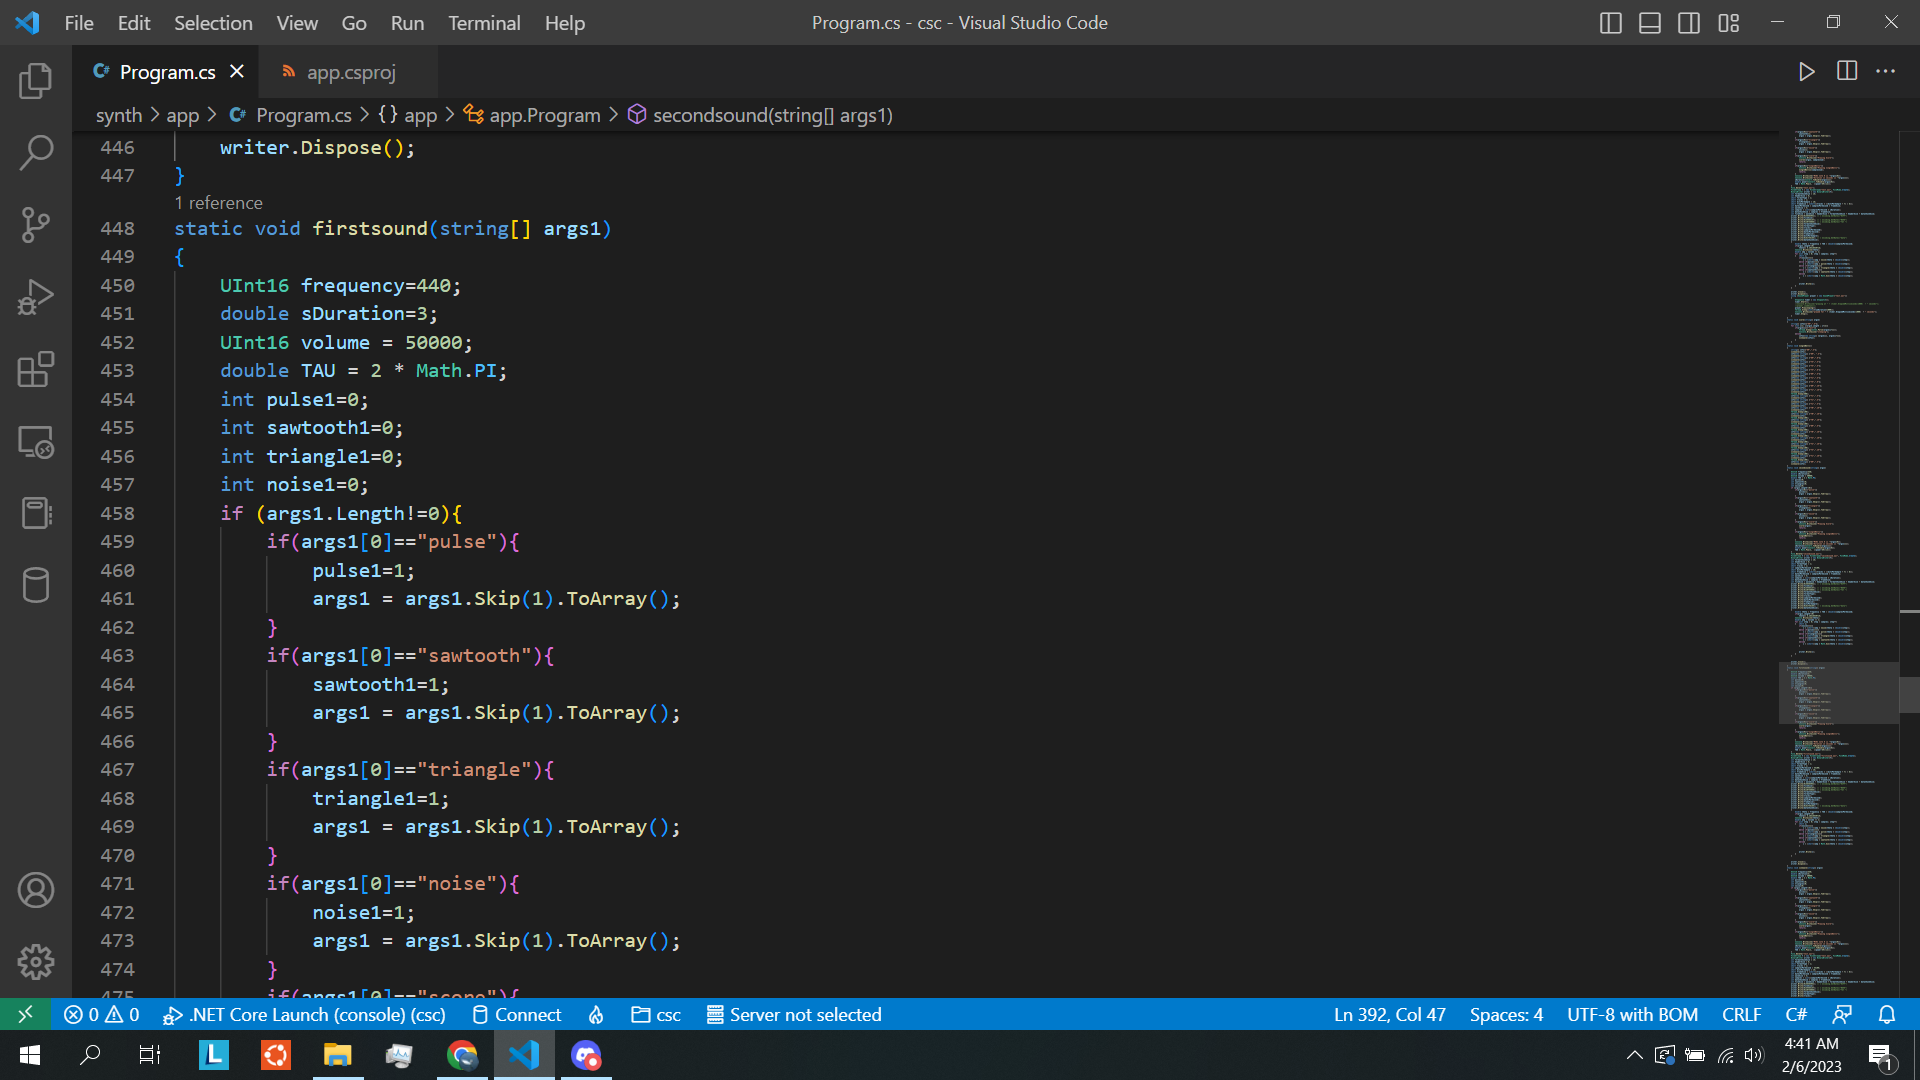 File Edit Selection View Go Run Terminal Help Program.cs - csc - Visual Studio Code
Program.cs app.csproj
synth > app > Program.cs > {} app > app.Program > secondsound(string[] args1)
446 writer.Dispose();
447 }
1 reference
448 static void firstsound(string[] args1)
449 {
450 UInt16 frequency=440;
451 double sDuration=3;
452 UInt16 volume = 50000;
453 double TAU = 2 * Math.PI;
454 int pulse1=0;
455 int sawtooth1=0;
456 int triangle1=0;
457 int noise1=0;
458 if (args1.Length!=0){
459 if(args1[0]=="pulse"){
460 pulse1=1;
461 args1 = args1.Skip(1).ToArray();
462 }
463 if(args1[0]=="sawtooth"){
464 sawtooth1=1;
465 args1 = args1.Skip(1).ToArray();
466 }
467 if(args1[0]=="triangle"){
468 triangle1=1;
469 args1 = args1.Skip(1).ToArray();
470 }
471 if(args1[0]=="noise"){
472 noise1=1;
473 args1 = args1.Skip(1).ToArray();
474 }
475 if(args1[0]=="score"){
0 0 .NET Core Launch (console) (csc) Connect csc Server not selected Ln 392, Col 47 Spaces: 4 UTF-8 with BOM CRLF C#
4:41 AM
2/6/2023
1